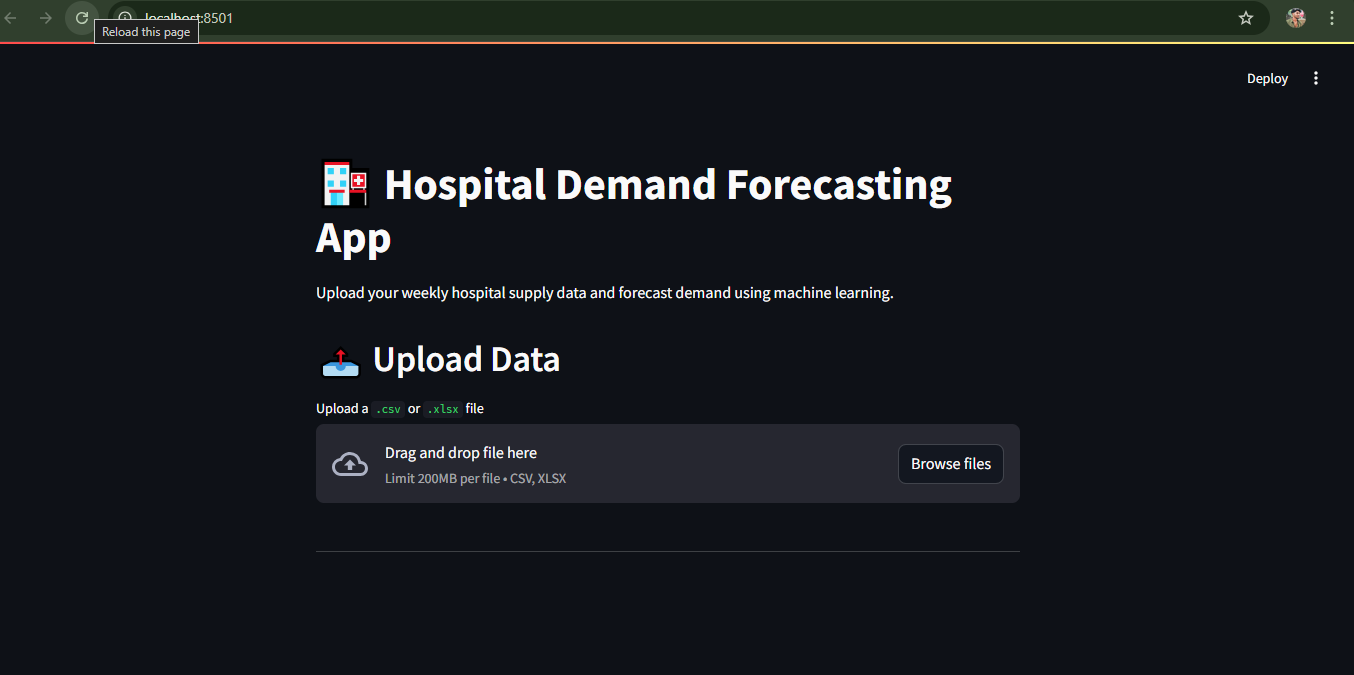 localhost:8501
Reload this page
Deploy
Hospital Demand Forecasting
App
Upload your weekly hospital supply data and forecast demand using machine learning.
Upload Data
Upload a .csv or .xlsx file
Drag and drop file here
Limit 200MB per file • CSV, XLSX
Browse files